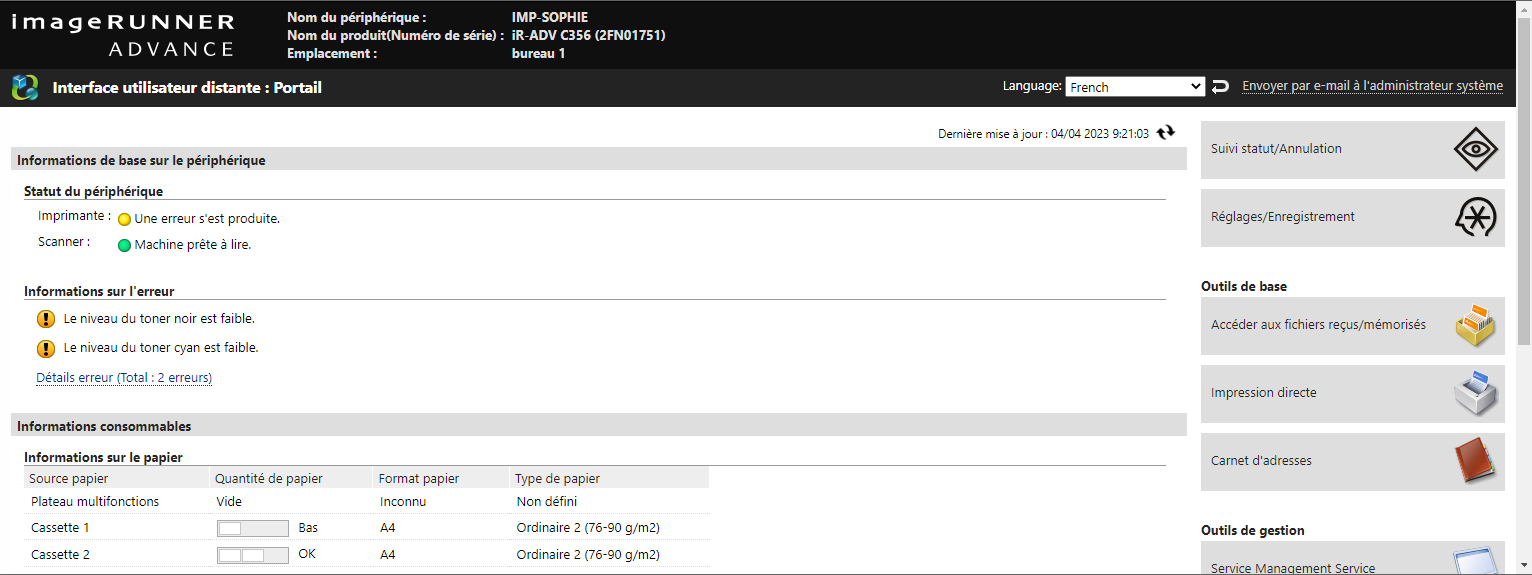 imageRUNNER
ADVANCE
Nom du périphérique : IMP-SOPHIE
Nom du produit(Numéro de série) : iR-ADV C356 (2FN01751)
Emplacement : bureau 1
Interface utilisateur distante : Portail
Language: French
Envoyer par e-mail à l'administrateur système
Dernière mise à jour : 04/04 2023 9:21:03
Informations de base sur le périphérique
Statut du périphérique
Imprimante : Une erreur s'est produite.
Scanner : Machine prête à lire.
Informations sur l'erreur
Le niveau du toner noir est faible.
Le niveau du toner cyan est faible.
Détails erreur (Total : 2 erreurs)
Informations consommables
Informations sur le papier
Source papier Quantité de papier Format papier Type de papier
Plateau multifonctions Vide Inconnu Non défini
Cassette 1 Bas A4 Ordinaire 2 (76-90 g/m2)
Cassette 2 OK A4 Ordinaire 2 (76-90 g/m2)
Suivi statut/Annulation
Réglages/Enregistrement
Outils de base
Accéder aux fichiers reçus/mémorisés
Impression directe
Carnet d'adresses
Outils de gestion
Service Management Service